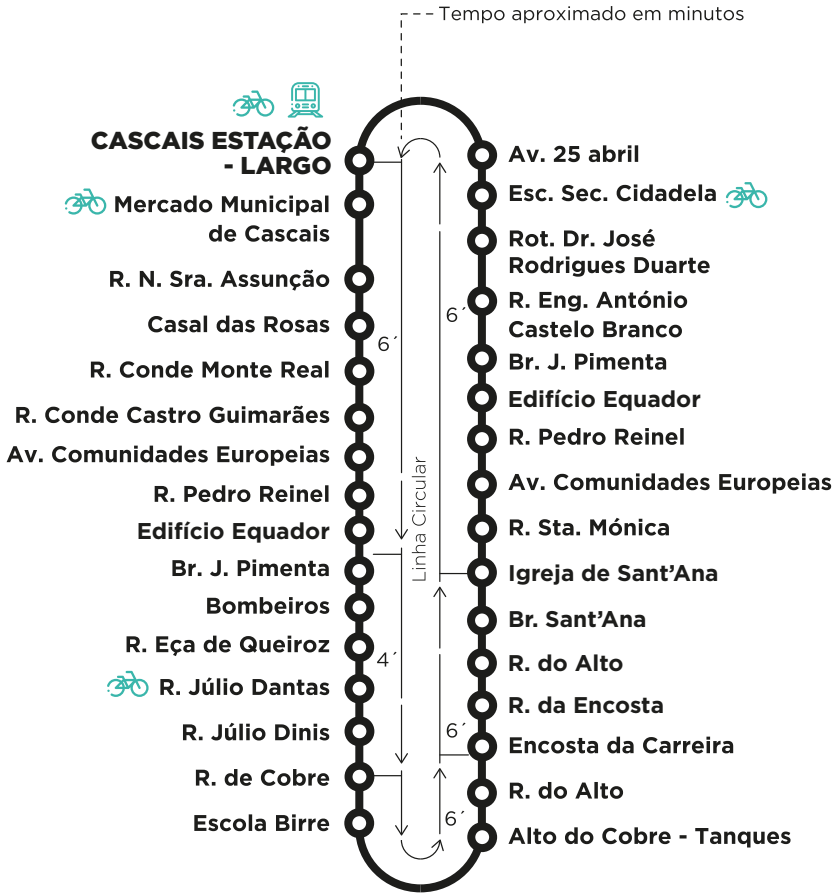 Tempo aproximado em minutos
CASCAIS ESTAÇÃO
- LARGO
Mercado Municipal
de Cascais
R. N. Sra. Assunção
Casal das Rosas
R. Conde Monte Real
R. Conde Castro Guimarães
Av. Comunidades Europeias
R. Pedro Reinel
Edifício Equador
Br. J. Pimenta
Bombeiros
R. Eça de Queiroz
R. Júlio Dantas
R. Júlio Dinis
R. de Cobre
Escola Birre
6´
4´
Linha Circular
6´
6´
6´
Av. 25 abril
Esc. Sec. Cidadela
Rot. Dr. José
Rodrigues Duarte
R. Eng. António
Castelo Branco
Br. J. Pimenta
Edifício Equador
R. Pedro Reinel
Av. Comunidades Europeias
R. Sta. Mónica
Igreja de Sant’Ana
Br. Sant’Ana
R. do Alto
R. da Encosta
Encosta da Carreira
R. do Alto
Alto do Cobre - Tanques